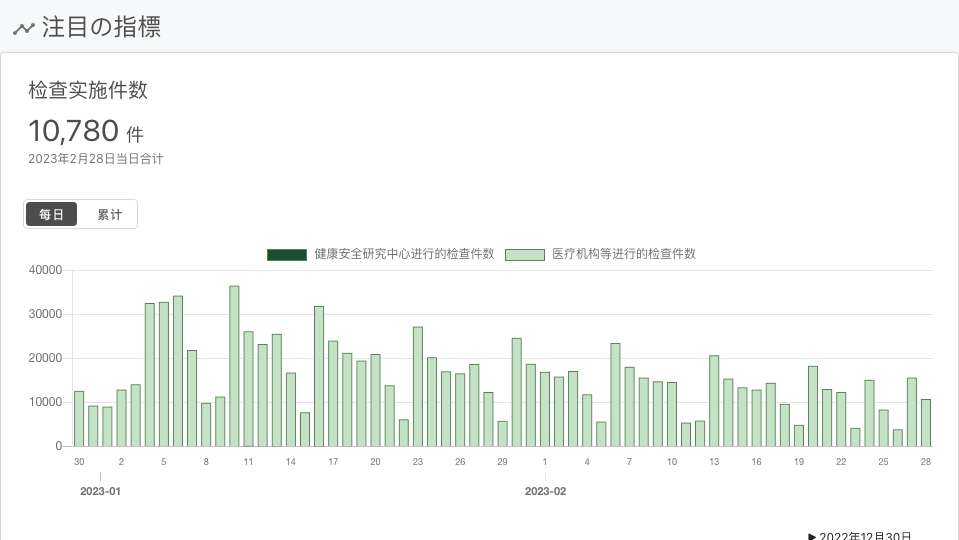 注目の指標
检查实施件数
10,780 件
2023年2月28日当日合计
每日 累计
健康安全研究中心进行的检查件数 医疗机构等进行的检查件数
40000
30000
20000
10000
0
30 2 5 8 11 14 17 20 23 26 29 1 4 7 10 13 16 19 22 25 28
2023-01 2023-02
▶ 2022年12月30日